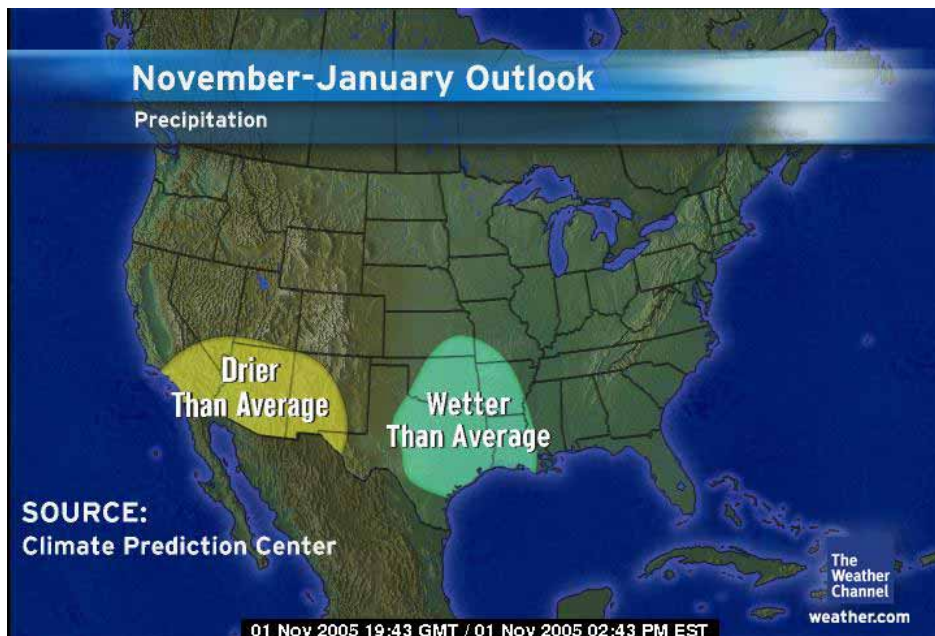 November-January Outlook
Precipitation
Drier
Than Average
Wetter
Than Average
SOURCE:
Climate Prediction Center
The
Weather
Channel
weather.com
01 Nov 2005 19:43 GMT / 01 Nov 2005 02:43 PM EST